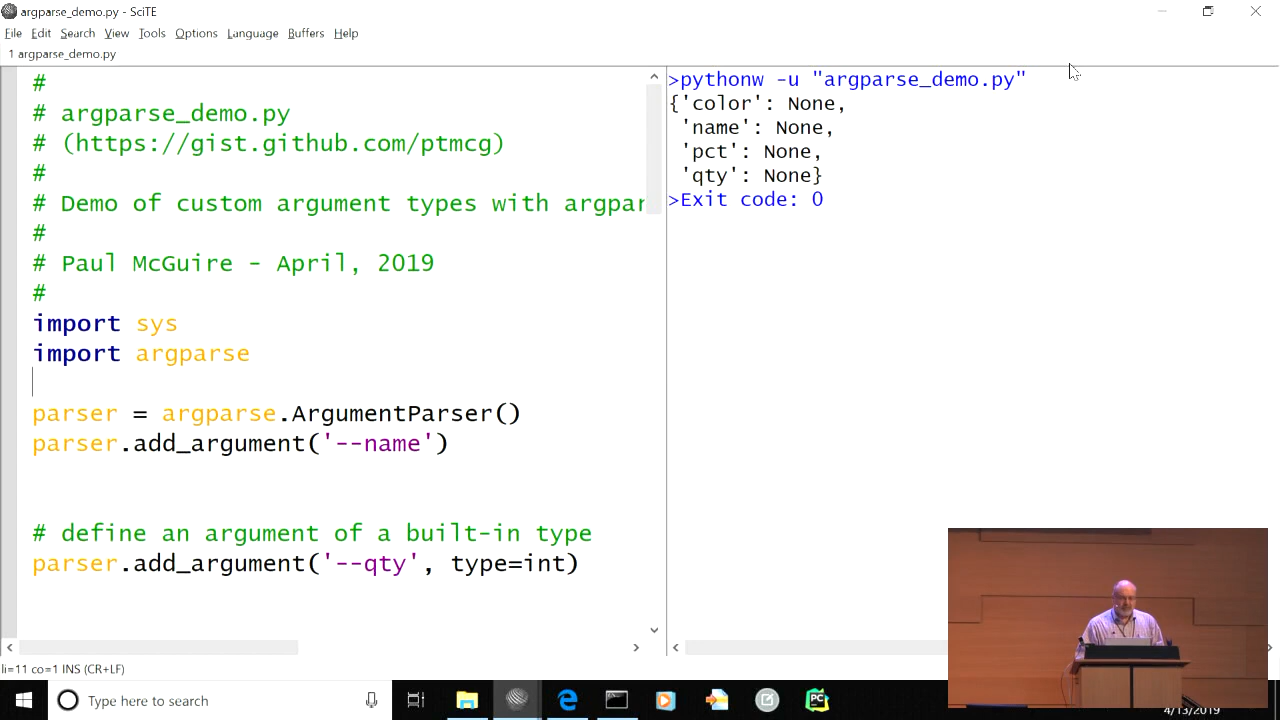 argparse_demo.py - SciTE
File Edit Search View Tools Options Language Buffers Help
1 argparse_demo.py
#
# argparse_demo.py
# (https://gist.github.com/ptmcg)
#
# Demo of custom argument types with argpar
#
# Paul McGuire - April, 2019
#
import sys
import argparse
parser = argparse.ArgumentParser()
parser.add_argument('--name')
# define an argument of a built-in type
parser.add_argument('--qty', type=int)
>pythonw -u "argparse_demo.py"
{'color': None,
'name': None,
'pct': None,
'qty': None}
>Exit code: 0
li=11 co=1 INS (CR+LF)
Type here to search
PC
4/13/2019